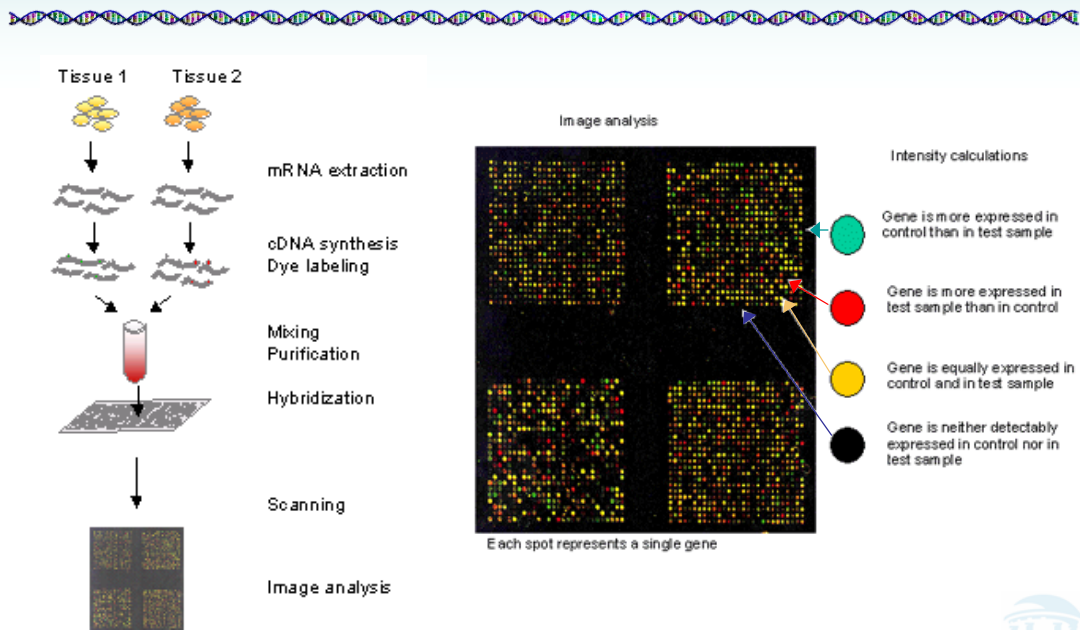 Tissue 1
Tissue 2
mRNA extraction
cDNA synthesis
Dye labeling
Mixing
Purification
Hybridization
Scanning
Image analysis
Image analysis
Each spot represents a single gene
Intensity calculations
Gene is more expressed in
control than in test sample
Gene is more expressed in
test sample than in control
Gene is equally expressed in
control and in test sample
Gene is neither detectably
expressed in control nor in
test sample